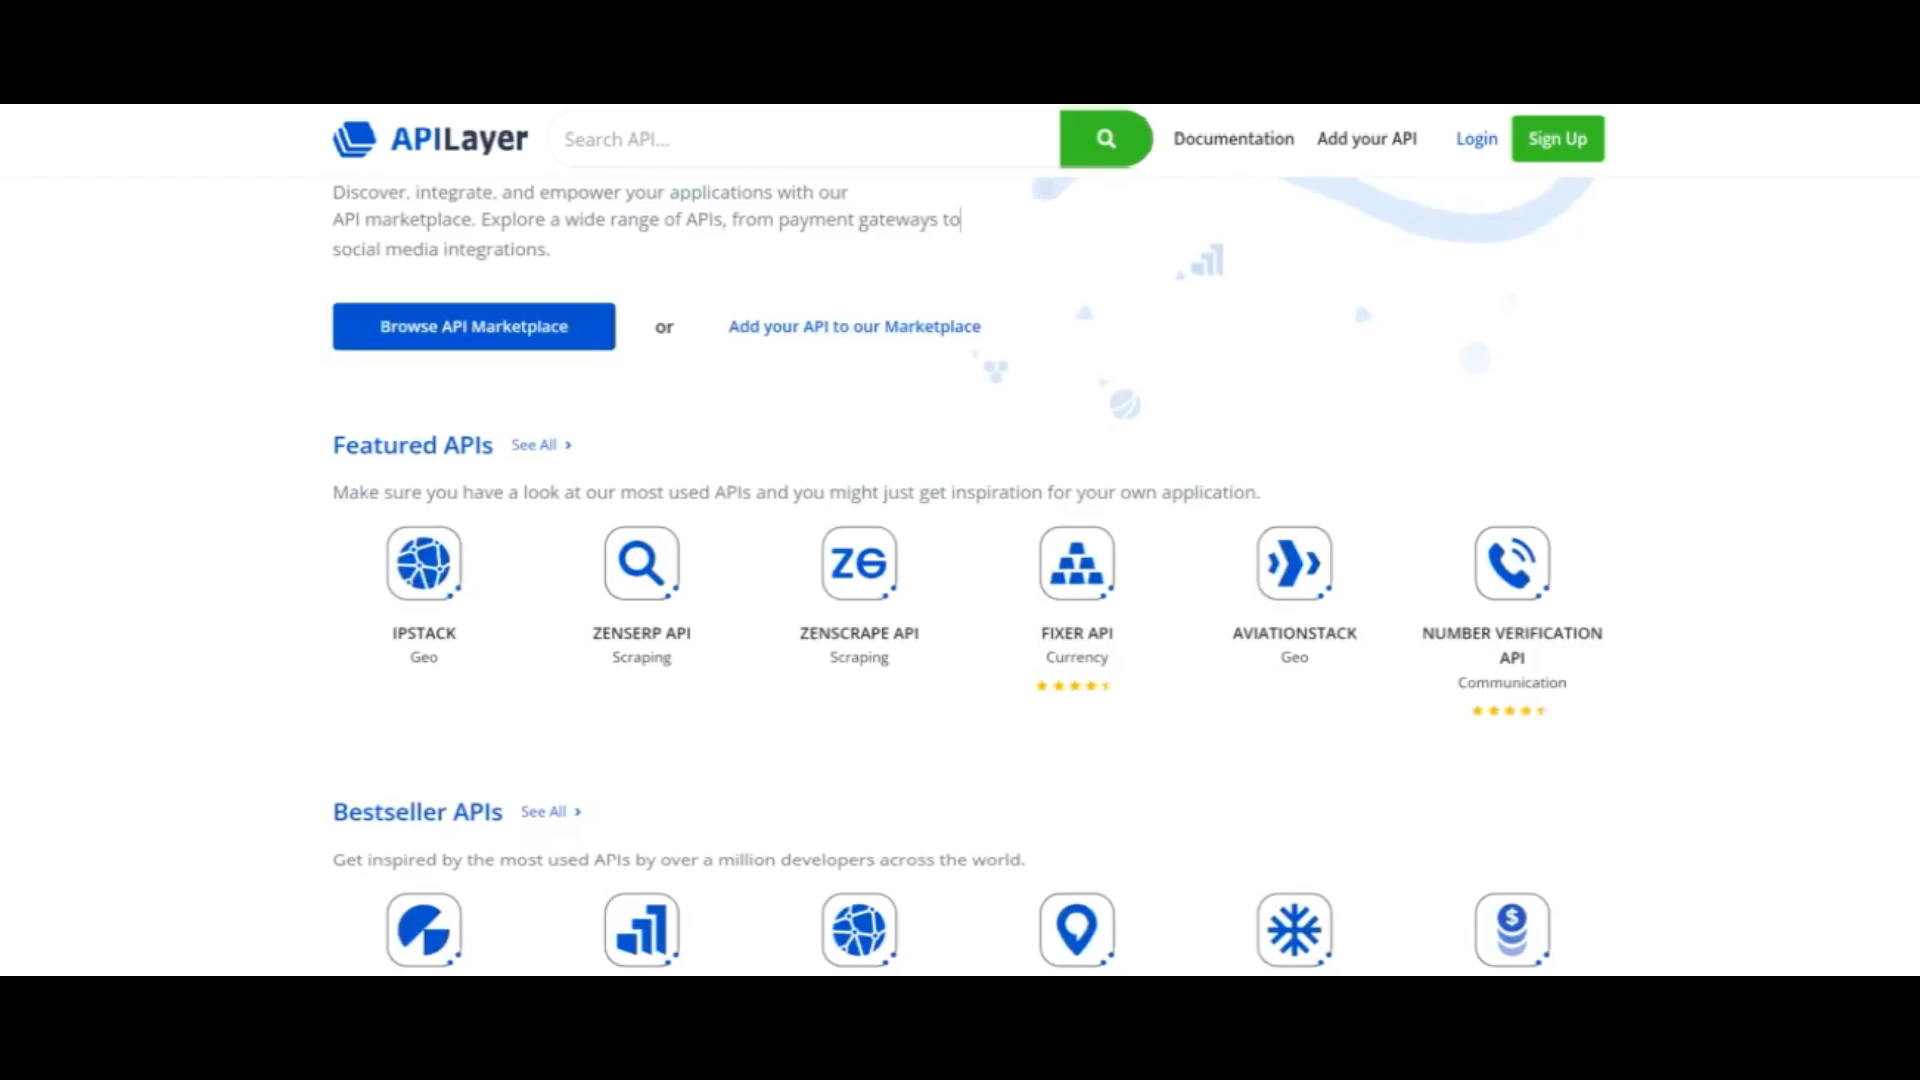 APILayer
Search API...
Documentation
Add your API
Login
Sign Up
Discover, integrate, and empower your applications with our
API marketplace. Explore a wide range of APIs, from payment gateways to
social media integrations.
Browse API Marketplace
or
Add your API to our Marketplace
Featured APIs
See All
Make sure you have a look at our most used APIs and you might just get inspiration for your own application.
ZG
IPSTACK
Geo
ZENSERP API
Scraping
ZENSCRAPE API
Scraping
FIXER API
Currency
AVIATIONSTACK
Geo
NUMBER VERIFICATION
API
Communication
Bestseller APIs
See All
Get inspired by the most used APIs by over a million developers across the world.
$